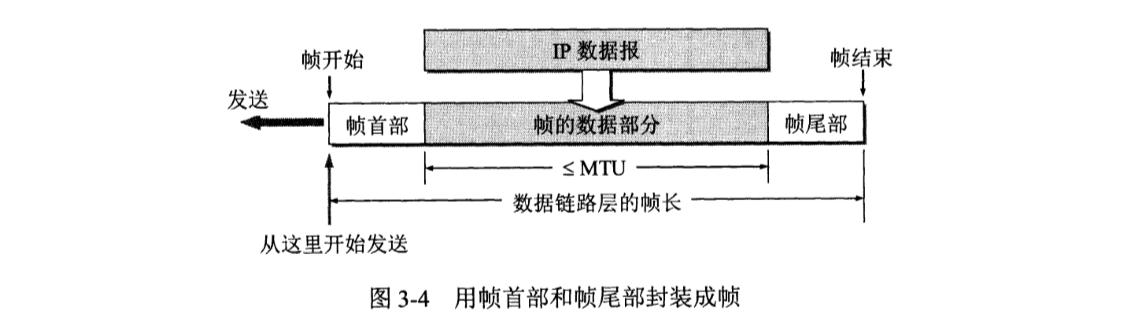 IP 数据报
帧开始
帧结束
发送
帧首部
帧的数据部分
帧尾部
≤ MTU
数据链路层的帧长
从这里开始发送
图 3-4 用帧首部和帧尾部封装成帧